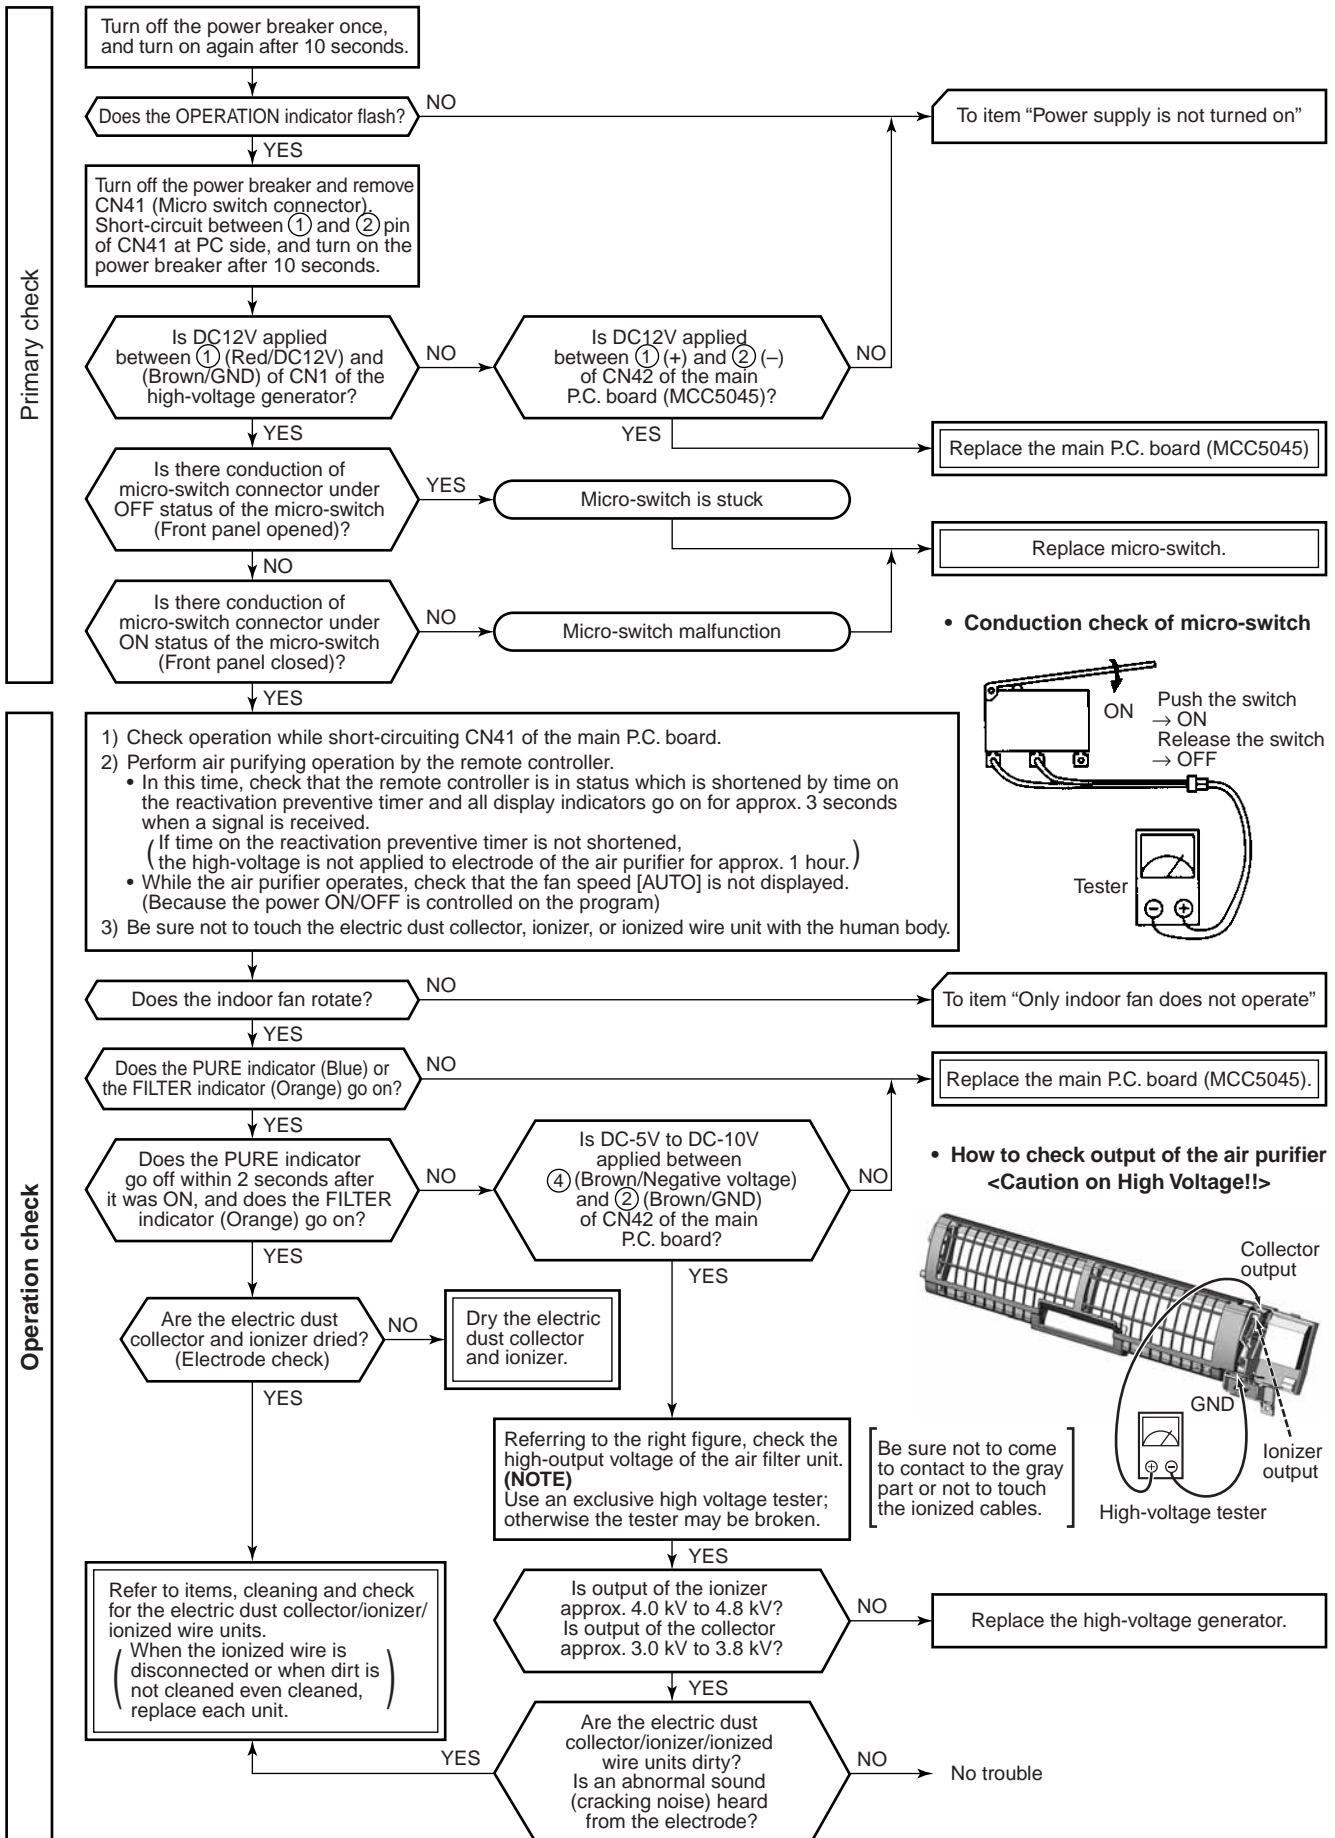 Primary check
Turn off the power breaker once,
and turn on again after 10 seconds.
Does the OPERATION indicator flash?
NO
To item “Power supply is not turned on”
YES
Turn off the power breaker and remove
CN41 (Micro switch connector).
Short-circuit between ① and ② pin
of CN41 at PC side, and turn on the
power breaker after 10 seconds.
Is DC12V applied
between ① (Red/DC12V) and
(Brown/GND) of CN1 of the
high-voltage generator?
NO
Is DC12V applied
between ① (+) and ② (–)
of CN42 of the main
P.C. board (MCC5045)?
NO
YES
YES
Replace the main P.C. board (MCC5045)
Is there conduction of
micro-switch connector under
OFF status of the micro-switch
(Front panel opened)?
YES
Micro-switch is stuck
Replace micro-switch.
NO
Is there conduction of
micro-switch connector under
ON status of the micro-switch
(Front panel closed)?
NO
Micro-switch malfunction
YES
• Conduction check of micro-switch
ON
Push the switch
→ ON
Release the switch
→ OFF
Tester
Operation check
1) Check operation while short-circuiting CN41 of the main P.C. board.
2) Perform air purifying operation by the remote controller.
• In this time, check that the remote controller is in status which is shortened by time on
the reactivation preventive timer and all display indicators go on for approx. 3 seconds
when a signal is received.
(If time on the reactivation preventive timer is not shortened,
the high-voltage is not applied to electrode of the air purifier for approx. 1 hour.)
• While the air purifier operates, check that the fan speed [AUTO] is not displayed.
(Because the power ON/OFF is controlled on the program)
3) Be sure not to touch the electric dust collector, ionizer, or ionized wire unit with the human body.
Does the indoor fan rotate?
NO
To item “Only indoor fan does not operate”
YES
Does the PURE indicator (Blue) or
the FILTER indicator (Orange) go on?
NO
Replace the main P.C. board (MCC5045).
YES
Does the PURE indicator
go off within 2 seconds after
it was ON, and does the FILTER
indicator (Orange) go on?
NO
Is DC-5V to DC-10V
applied between
④ (Brown/Negative voltage)
and ② (Brown/GND)
of CN42 of the main
P.C. board?
NO
YES
YES
• How to check output of the air purifier
<Caution on High Voltage!!>
Collector
output
GND
Ionizer
output
High-voltage tester
Are the electric dust
collector and ionizer dried?
(Electrode check)
NO
Dry the electric
dust collector
and ionizer.
YES
Referring to the right figure, check the
high-output voltage of the air filter unit.
(NOTE)
Use an exclusive high voltage tester;
otherwise the tester may be broken.
[Be sure not to come
to contact to the gray
part or not to touch
the ionized cables.]
YES
Refer to items, cleaning and check
for the electric dust collector/ionizer/
ionized wire units.
(When the ionized wire is
disconnected or when dirt is
not cleaned even cleaned,
replace each unit.)
Is output of the ionizer
approx. 4.0 kV to 4.8 kV?
Is output of the collector
approx. 3.0 kV to 3.8 kV?
NO
Replace the high-voltage generator.
YES
Are the electric dust
collector/ionizer/ionized
wire units dirty?
Is an abnormal sound
(cracking noise) heard
from the electrode?
YES
NO
No trouble